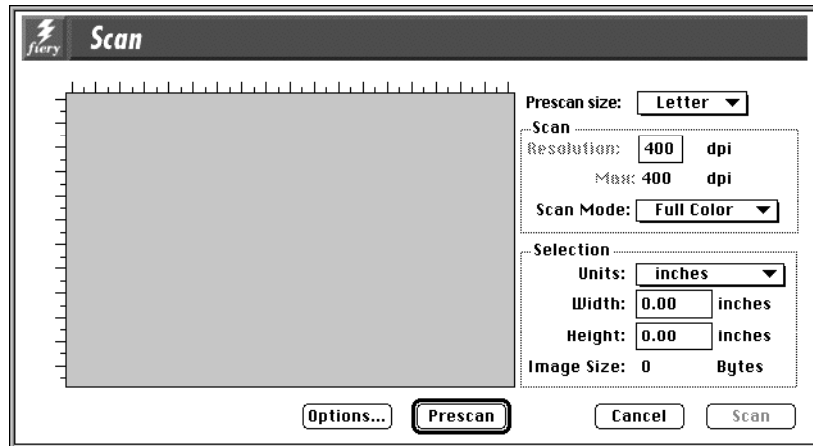 fiery
Scan
Prescan size: Letter
Scan
Resolution: 400 dpi
Max: 400 dpi
Scan Mode: Full Color
Selection
Units: inches
Width: 0.00 inches
Height: 0.00 inches
Image Size: 0 Bytes
Options... Prescan Cancel Scan